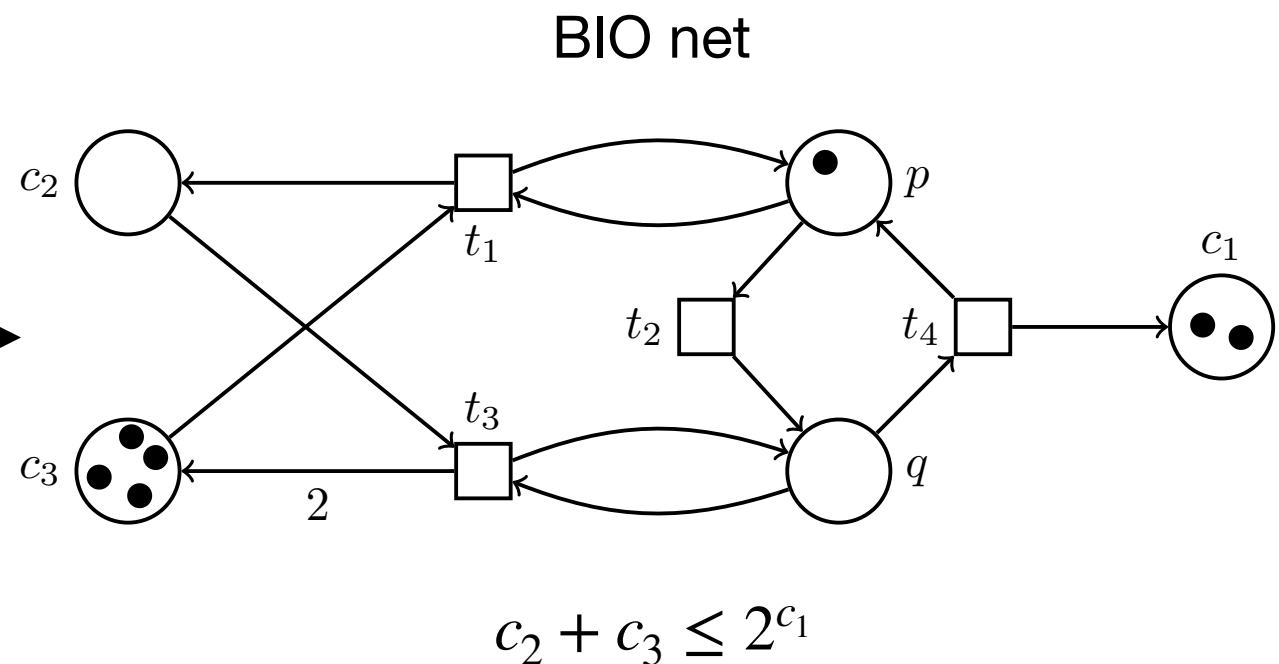 BIO net
c₂
t₁
p
c₁
t₂
t₄
t₃
c₃
2
q
c₂ + c₃ ≤ 2^{c₁}